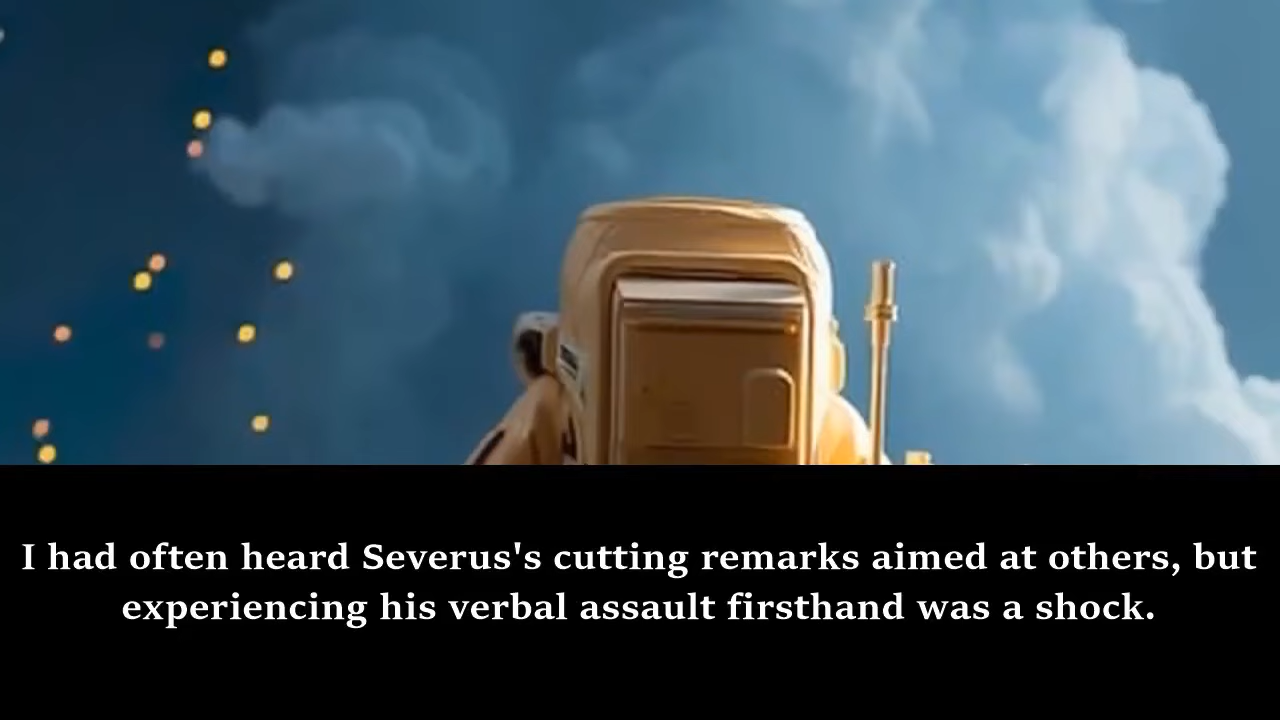 I had often heard Severus's cutting remarks aimed at others, but
experiencing his verbal assault firsthand was a shock.